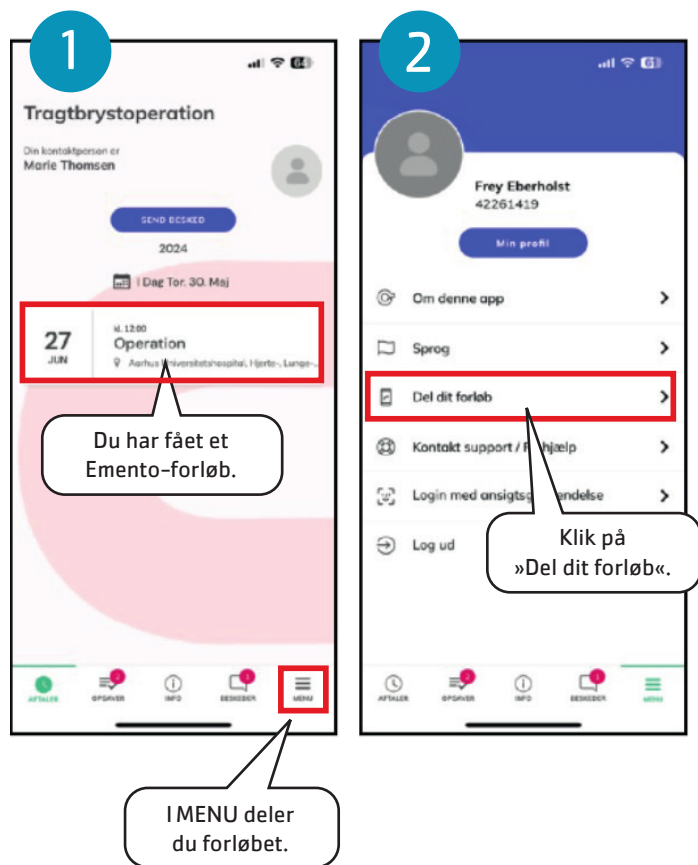 1
64
Tragtbrystoperation
Din kontaktperson er
Marie Thomsen
SEND BESKED
2024
I Dag Tor. 30. Maj
27
JUN
kl. 12:00
Operation
Aarhus Universitetshospital, Hjerte-, Lunge-...
Du har fået et
Emento-forløb.
AFTALER
OPGAVER
INFO
BESKEDER
MENU
I MENU deler
du forløbet.
2
Frey Eberholst
42261419
Min profil
Om denne app
Sprog
Del dit forløb
Kontakt support / hjælp
Login med
Log ud
Klik på
»Del dit forløb«.
AFTALER
OPGAVER
INFO
BESKEDER
MENU